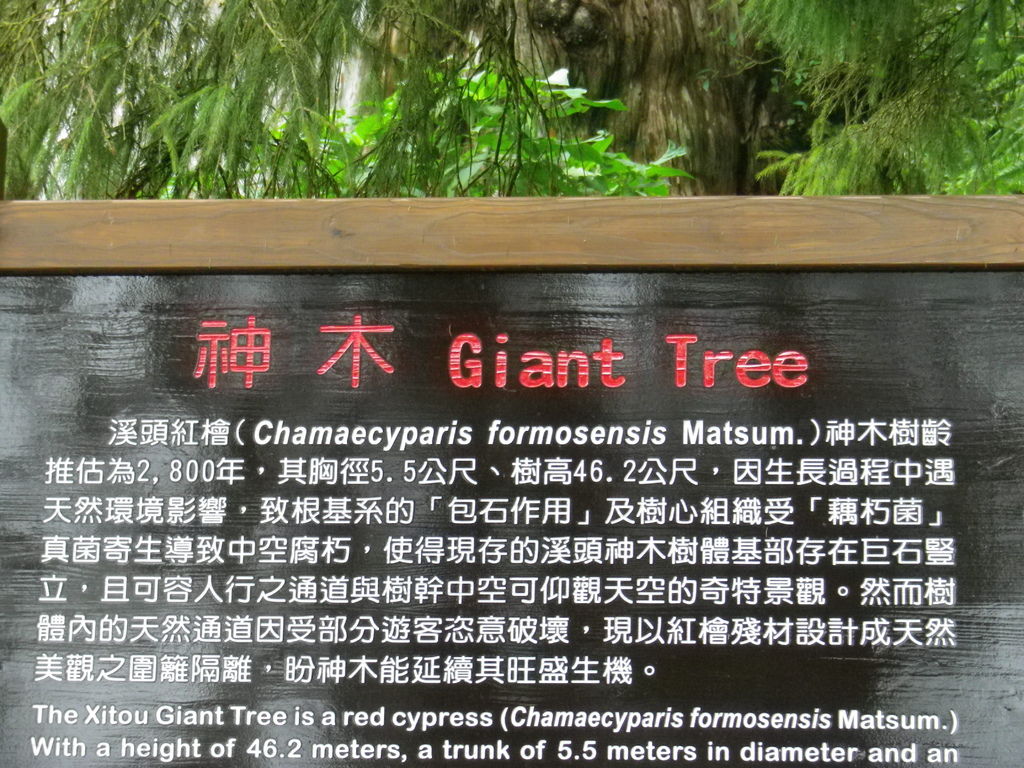 神木 Giant Tree
溪頭紅檜(Chamaecyparis formosensis Matsum.)神木樹齡
推估為2,800年，其胸徑5.5公尺、樹高46.2公尺，因生長過程中遇
天然環境影響，致根基系的「包石作用」及樹心組織受「藕朽菌」
真菌寄生導致中空腐朽，使得現存的溪頭神木樹體基部存在巨石豎
立，且可容人行之通道與樹幹中空可仰觀天空的奇特景觀。然而樹
體內的天然通道因受部分遊客恣意破壞，現以紅檜殘材設計成天然
美觀之圍籬隔離，盼神木能延續其旺盛生機。
The Xitou Giant Tree is a red cypress (Chamaecyparis formosensis Matsum.)
With a height of 46.2 meters, a trunk of 5.5 meters in diameter and an